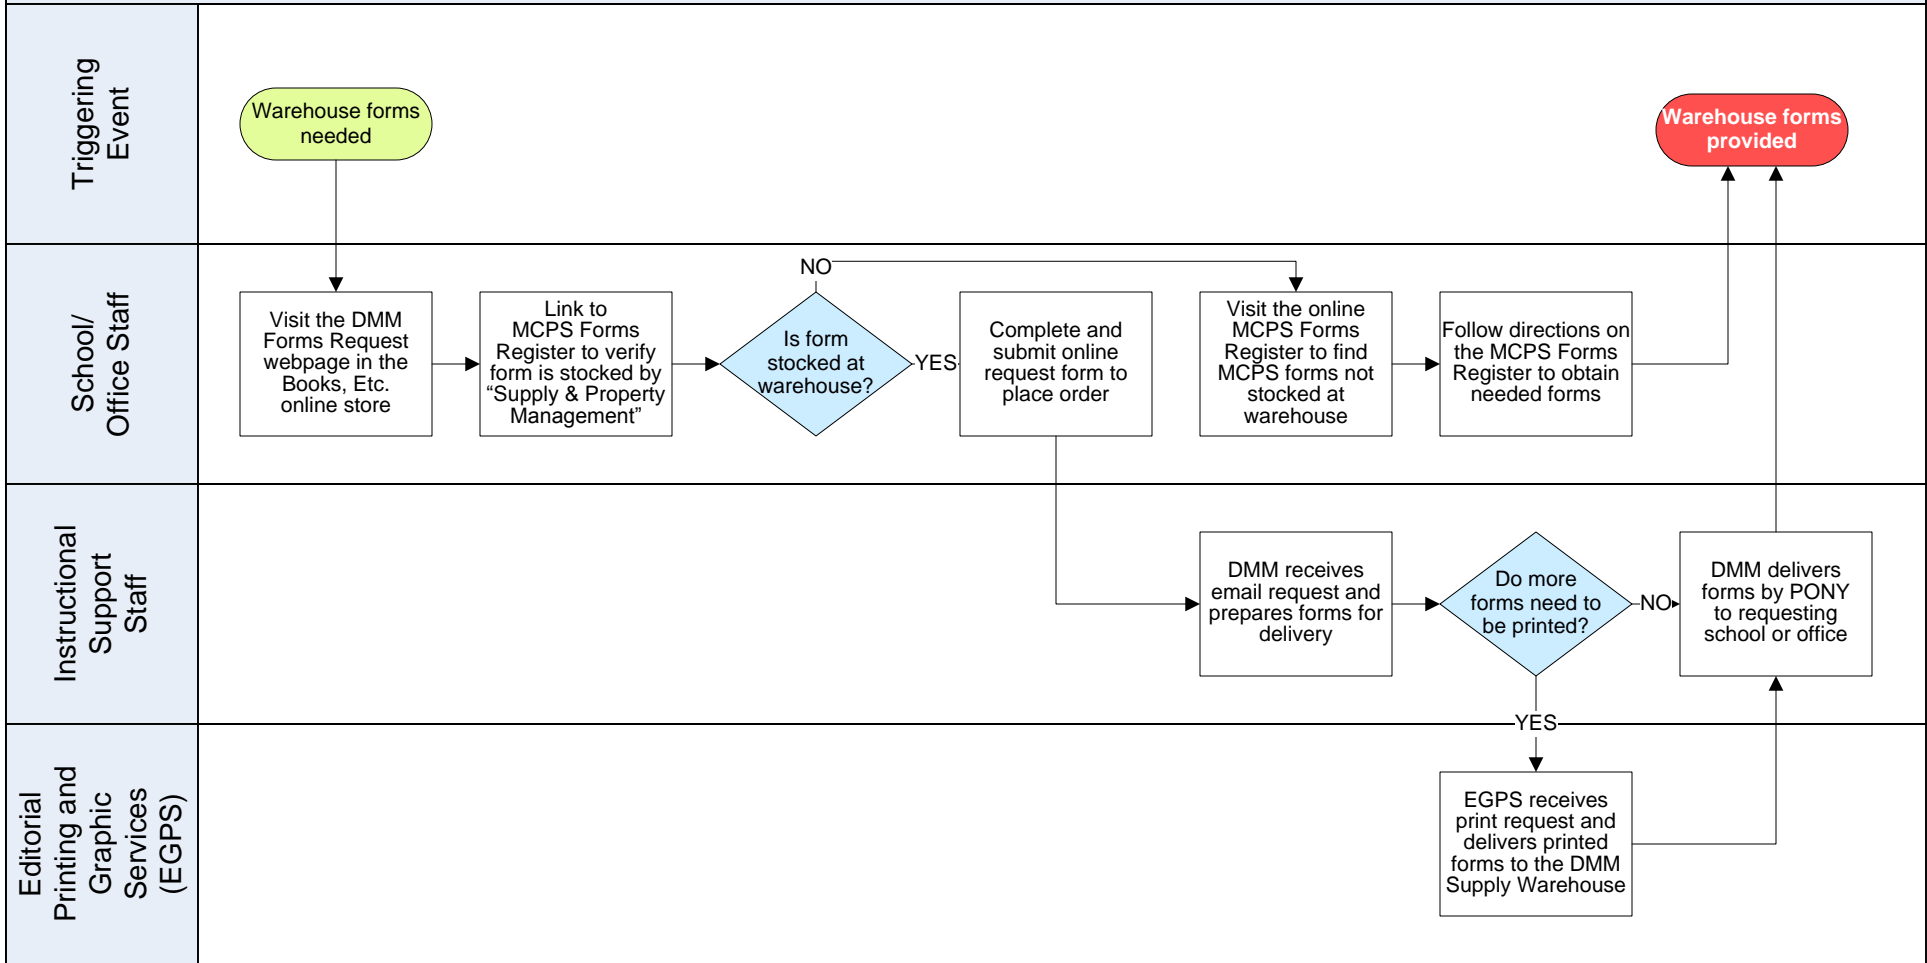 Triggering
Event
Warehouse forms
needed
Warehouse forms
provided
School/
Office Staff
Visit the DMM
Forms Request
webpage in the
Books, Etc.
online store
Link to
MCPS Forms
Register to verify
form is stocked by
“Supply & Property
Management”
Is form
stocked at
warehouse?
NO
YES
Complete and
submit online
request form to
place order
Visit the online
MCPS Forms
Register to find
MCPS forms not
stocked at
warehouse
Follow directions on
the MCPS Forms
Register to obtain
needed forms
Instructional
Support
Staff
DMM receives
email request and
prepares forms for
delivery
Do more
forms need to
be printed?
NO
YES
DMM delivers
forms by PONY
to requesting
school or office
Editorial
Printing and
Graphic
Services
(EGPS)
EGPS receives
print request and
delivers printed
forms to the DMM
Supply Warehouse